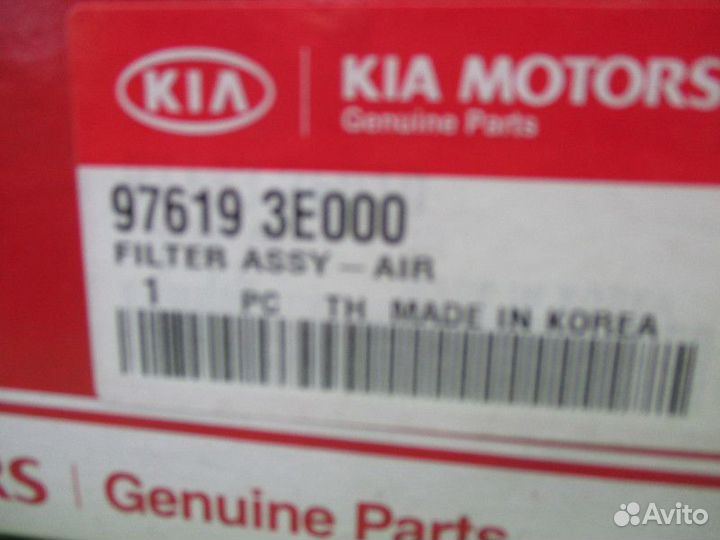 KIA
KIA MOTORS
Genuine Parts
97619 3E000
FILTER ASSY-AIR
1 PC TH MADE IN KOREA
RS Genuine Parts
Avito